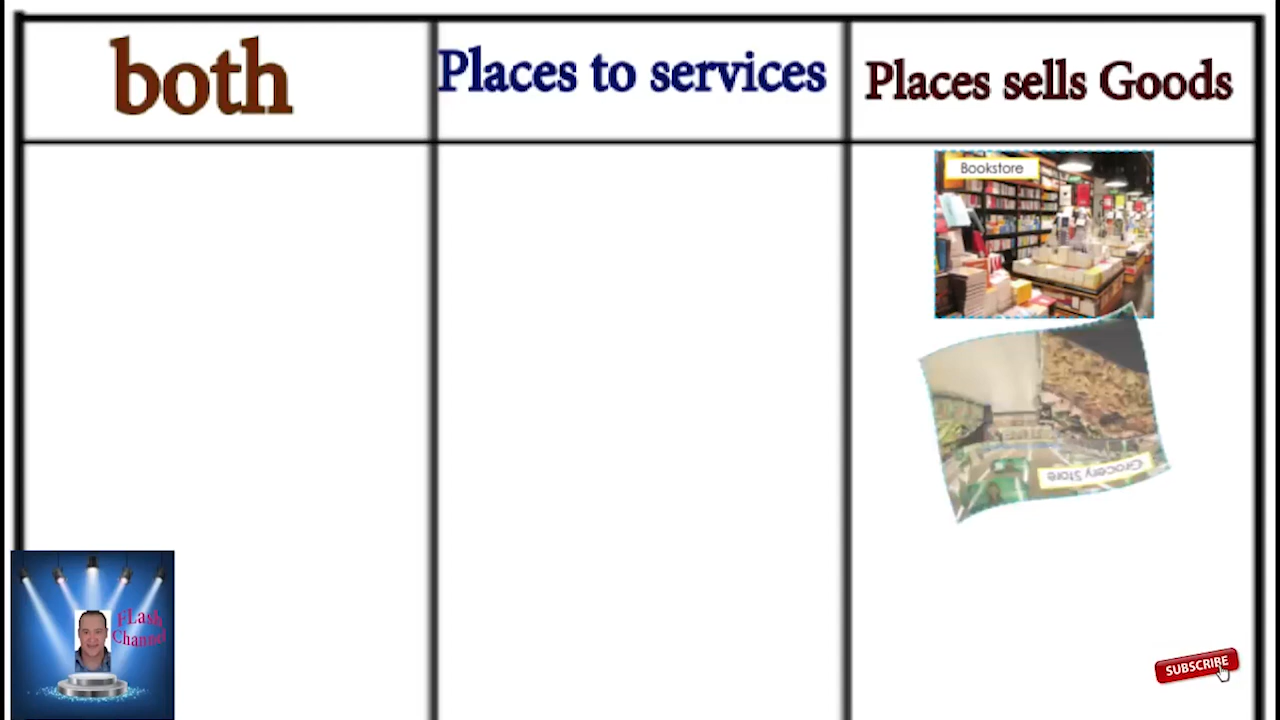 both
Places to services
Places sells Goods
Bookstore
Grocery Store
FLash
Channel
SUBSCRIBE